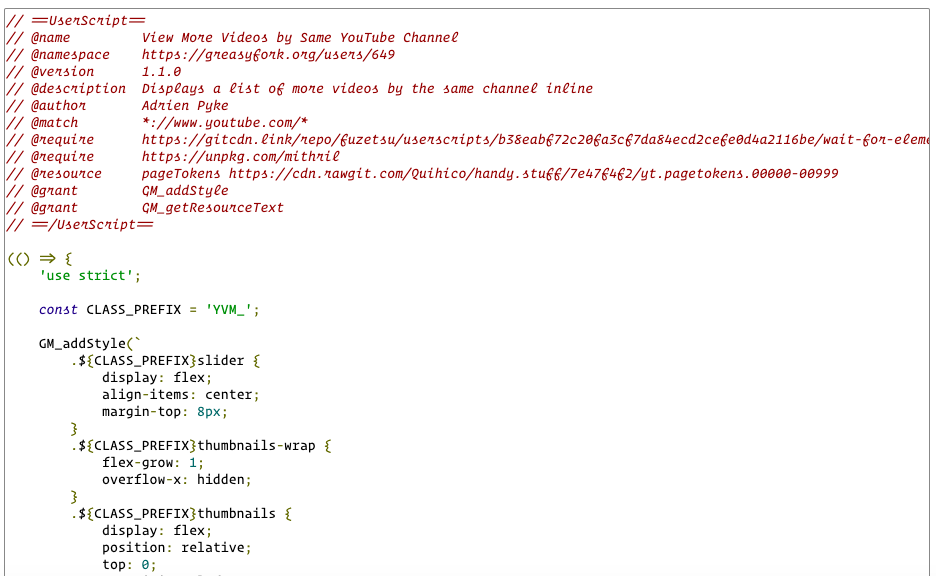 // ==UserScript==
// @name         View More Videos by Same YouTube Channel
// @namespace    https://greasyfork.org/users/649
// @version      1.1.0
// @description  Displays a list of more videos by the same channel inline
// @author       Adrien Pyke
// @match        *://www.youtube.com/*
// @require      https://gitcdn.link/repo/fuzetsu/userscripts/b38eabf72c20fa3cf7da84ecd2cefe0d4a2116be/wait-for-eleme
// @require      https://unpkg.com/mithril
// @resource     pageTokens https://cdn.rawgit.com/Quihico/handy.stuff/7e47f4f2/yt.pagetokens.00000-00999
// @grant        GM_addStyle
// @grant        GM_getResourceText
// ==/UserScript==
(() => {
    'use strict';
    const CLASS_PREFIX = 'YVM_';
    GM_addStyle(`
        .${CLASS_PREFIX}slider {
            display: flex;
            align-items: center;
            margin-top: 8px;
        }
        .${CLASS_PREFIX}thumbnails-wrap {
            flex-grow: 1;
            overflow-x: hidden;
        }
        .${CLASS_PREFIX}thumbnails {
            display: flex;
            position: relative;
            top: 0;